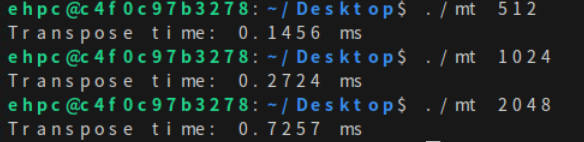 ehpc@c4f0c97b3278:~/Desktop$ ./mt 512
Transpose time: 0.1456 ms
ehpc@c4f0c97b3278:~/Desktop$ ./mt 1024
Transpose time: 0.2724 ms
ehpc@c4f0c97b3278:~/Desktop$ ./mt 2048
Transpose time: 0.7257 ms